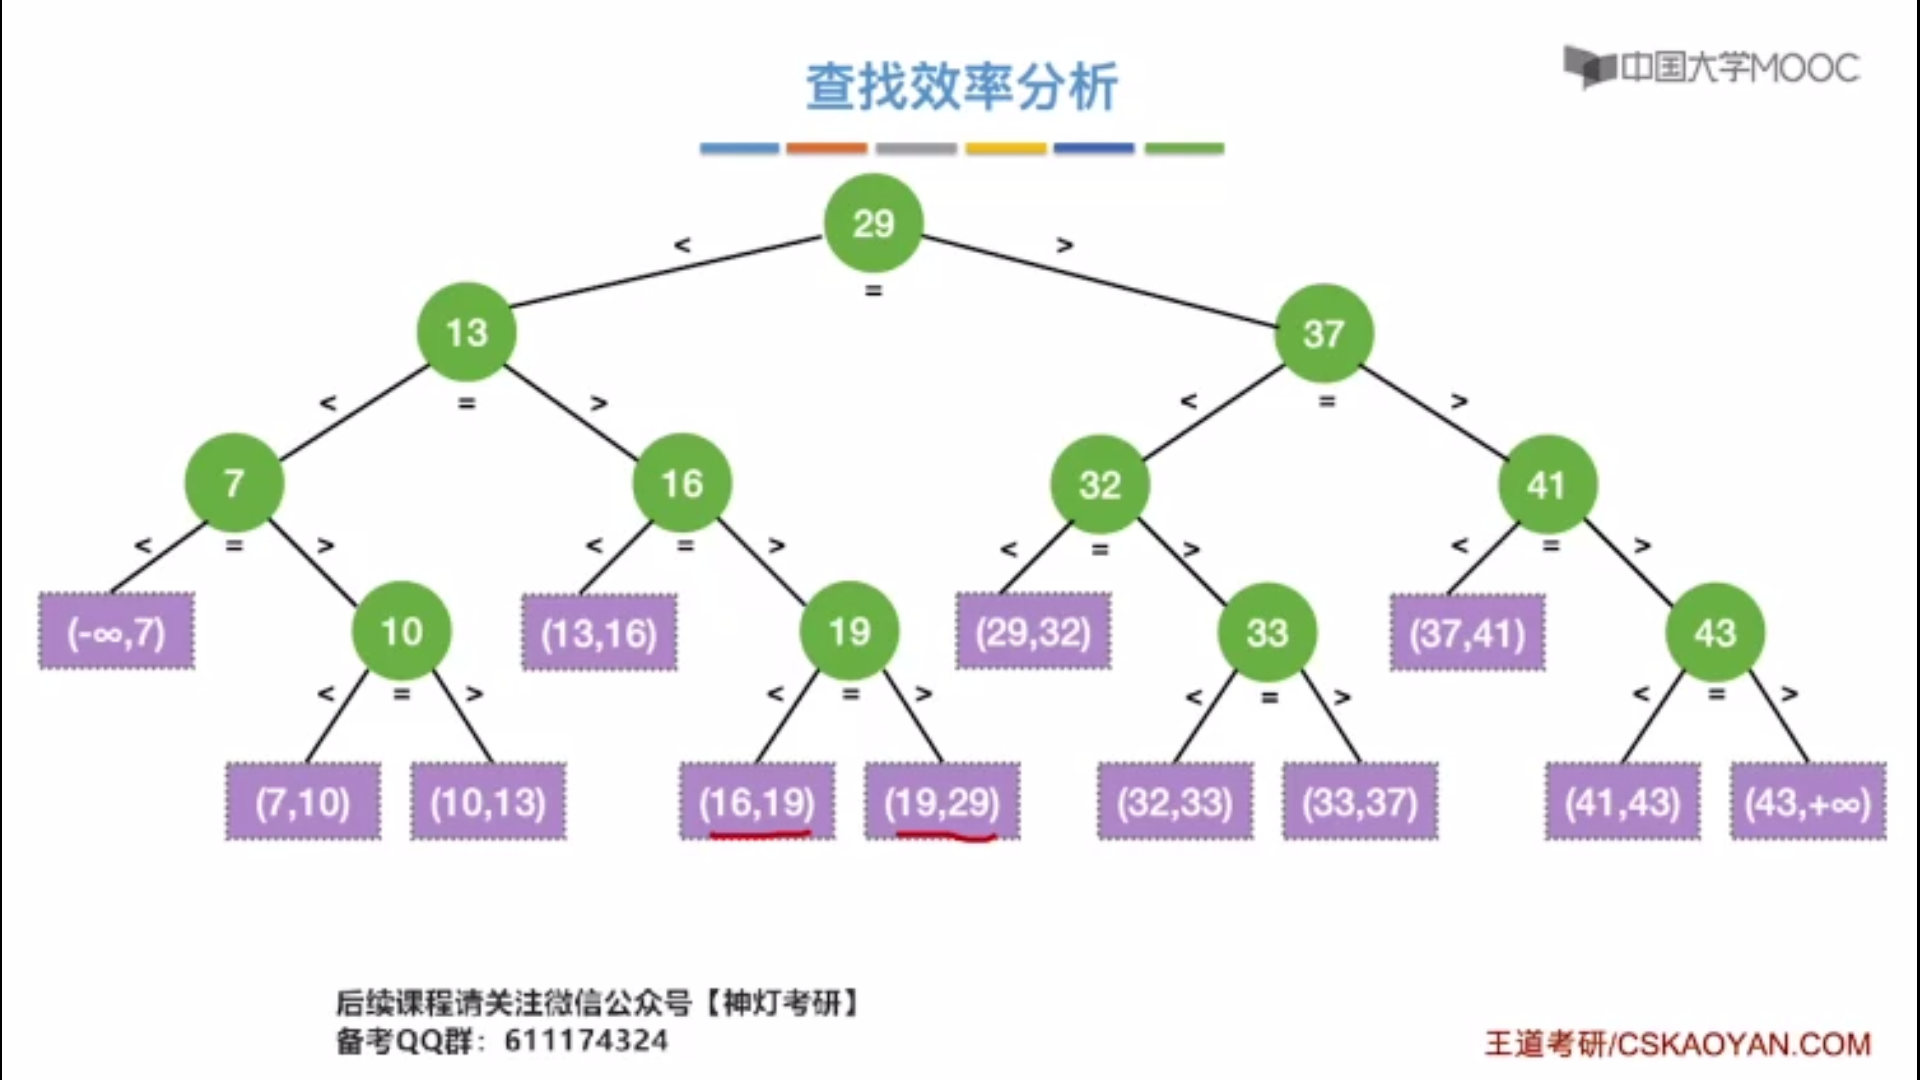 查找效率分析
中国大学MOOC
29
< = >
13 37
< = > < = >
7 16 32 41
< = > < = > < = > < = >
(-∞,7) 10 (13,16) 19 (29,32) 33 (37,41) 43
< = > < = > < = > < = >
(7,10) (10,13) (16,19) (19,29) (32,33) (33,37) (41,43) (43,+∞)
后续课程请关注微信公众号【神灯考研】
备考QQ群：611174324
王道考研/CSKAOYAN.COM